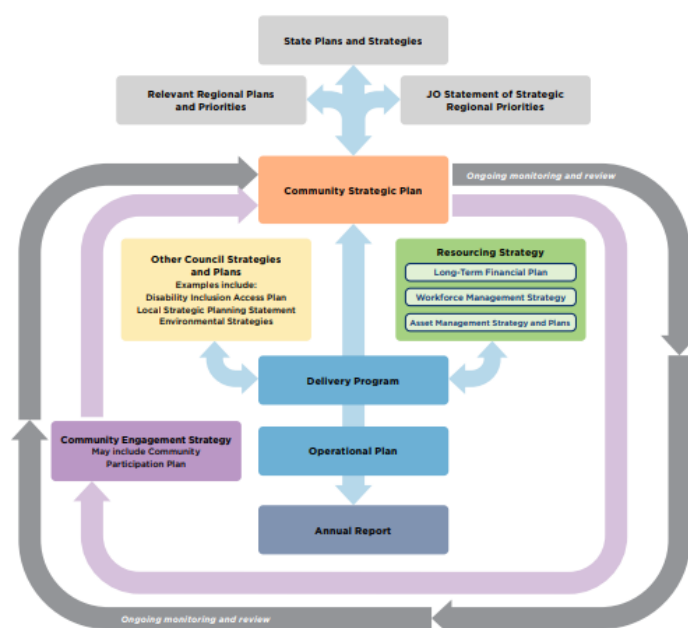 State Plans and Strategies
Relevant Regional Plans
and Priorities
JO Statement of Strategic
Regional Priorities
Community Strategic Plan
Ongoing monitoring and review
Other Council Strategies
and Plans
Examples include:
Disability Inclusion Access Plan
Local Strategic Planning Statement
Environmental Strategies
Resourcing Strategy
Long-Term Financial Plan
Workforce Management Strategy
Asset Management Strategy and Plans
Delivery Program
Community Engagement Strategy
May include Community
Participation Plan
Operational Plan
Annual Report
Ongoing monitoring and review